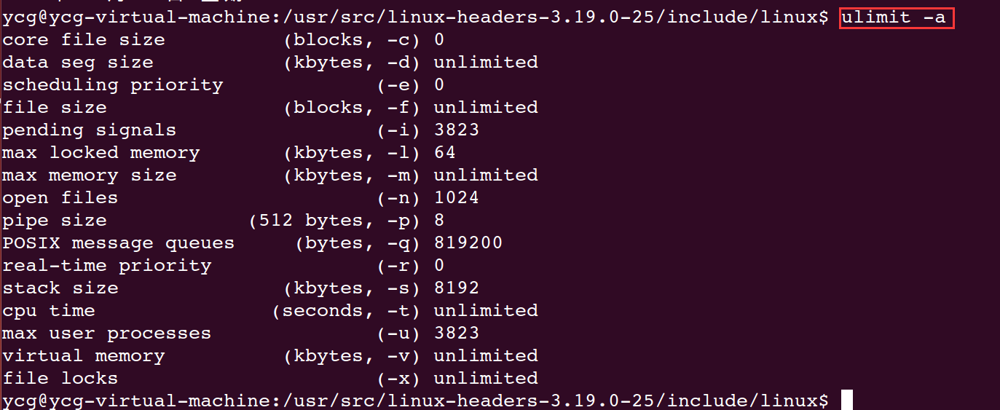 ycg@ycg-virtual-machine:/usr/src/linux-headers-3.19.0-25/include/linux$ ulimit -a
core file size          (blocks, -c) 0
data seg size           (kbytes, -d) unlimited
scheduling priority             (-e) 0
file size               (blocks, -f) unlimited
pending signals                 (-i) 3823
max locked memory       (kbytes, -l) 64
max memory size         (kbytes, -m) unlimited
open files                      (-n) 1024
pipe size            (512 bytes, -p) 8
POSIX message queues     (bytes, -q) 819200
real-time priority              (-r) 0
stack size              (kbytes, -s) 8192
cpu time               (seconds, -t) unlimited
max user processes              (-u) 3823
virtual memory          (kbytes, -v) unlimited
file locks                      (-x) unlimited
ycg@ycg-virtual-machine:/usr/src/linux-headers-3.19.0-25/include/linux$